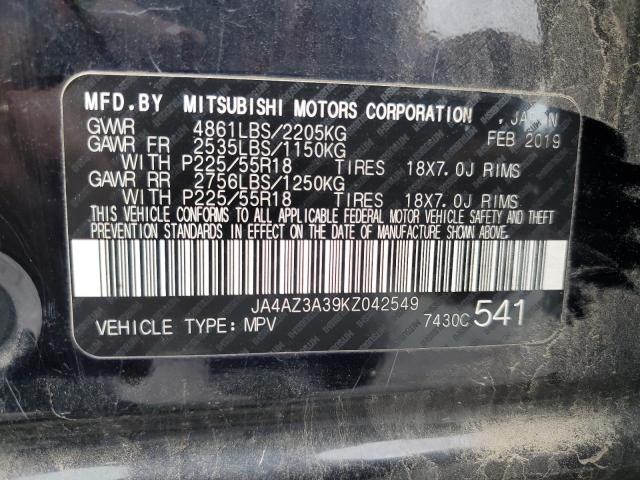 MFD.BY MITSUBISHI MOTORS CORPORATION , JAPAN
GVWR 4861LBS/2205KG FEB 2019
GAWR FR 2535LBS/1150KG
WITH P225/55R18 TIRES 18X7.0J RIMS
GAWR RR 2756LBS/1250KG
WITH P225/55R18 TIRES 18X7.0J RIMS
THIS VEHICLE CONFORMS TO ALL APPLICABLE FEDERAL MOTOR VEHICLE SAFETY AND THEFT
PREVENTION STANDARDS IN EFFECT ON THE DATE OF MANUFACTURE SHOWN ABOVE.
JA4AZ3A39KZ042549
VEHICLE TYPE: MPV 7430C 541